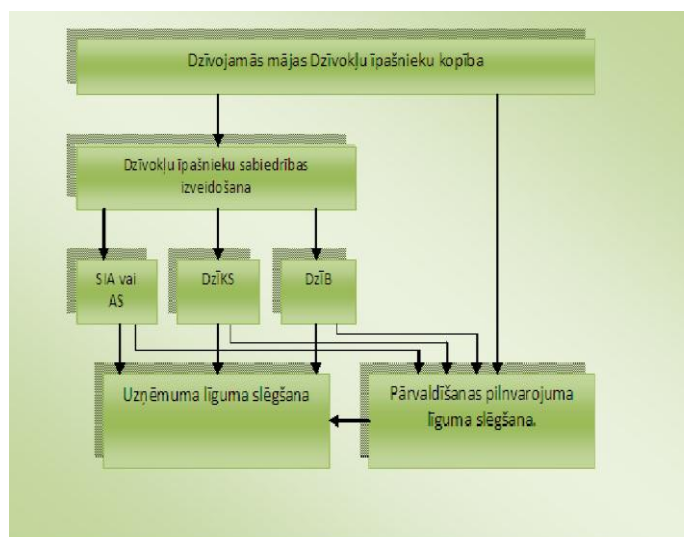 Dzīvojamās mājas Dzīvokļu īpašnieku kopība
Dzīvokļu īpašnieku sabiedrības
izveidošana
SIA vai
AS
DzīKS
DzīB
Uzņēmuma līguma slēgšana
Pārvaldīšanas pilnvarojuma
līguma slēgšana.